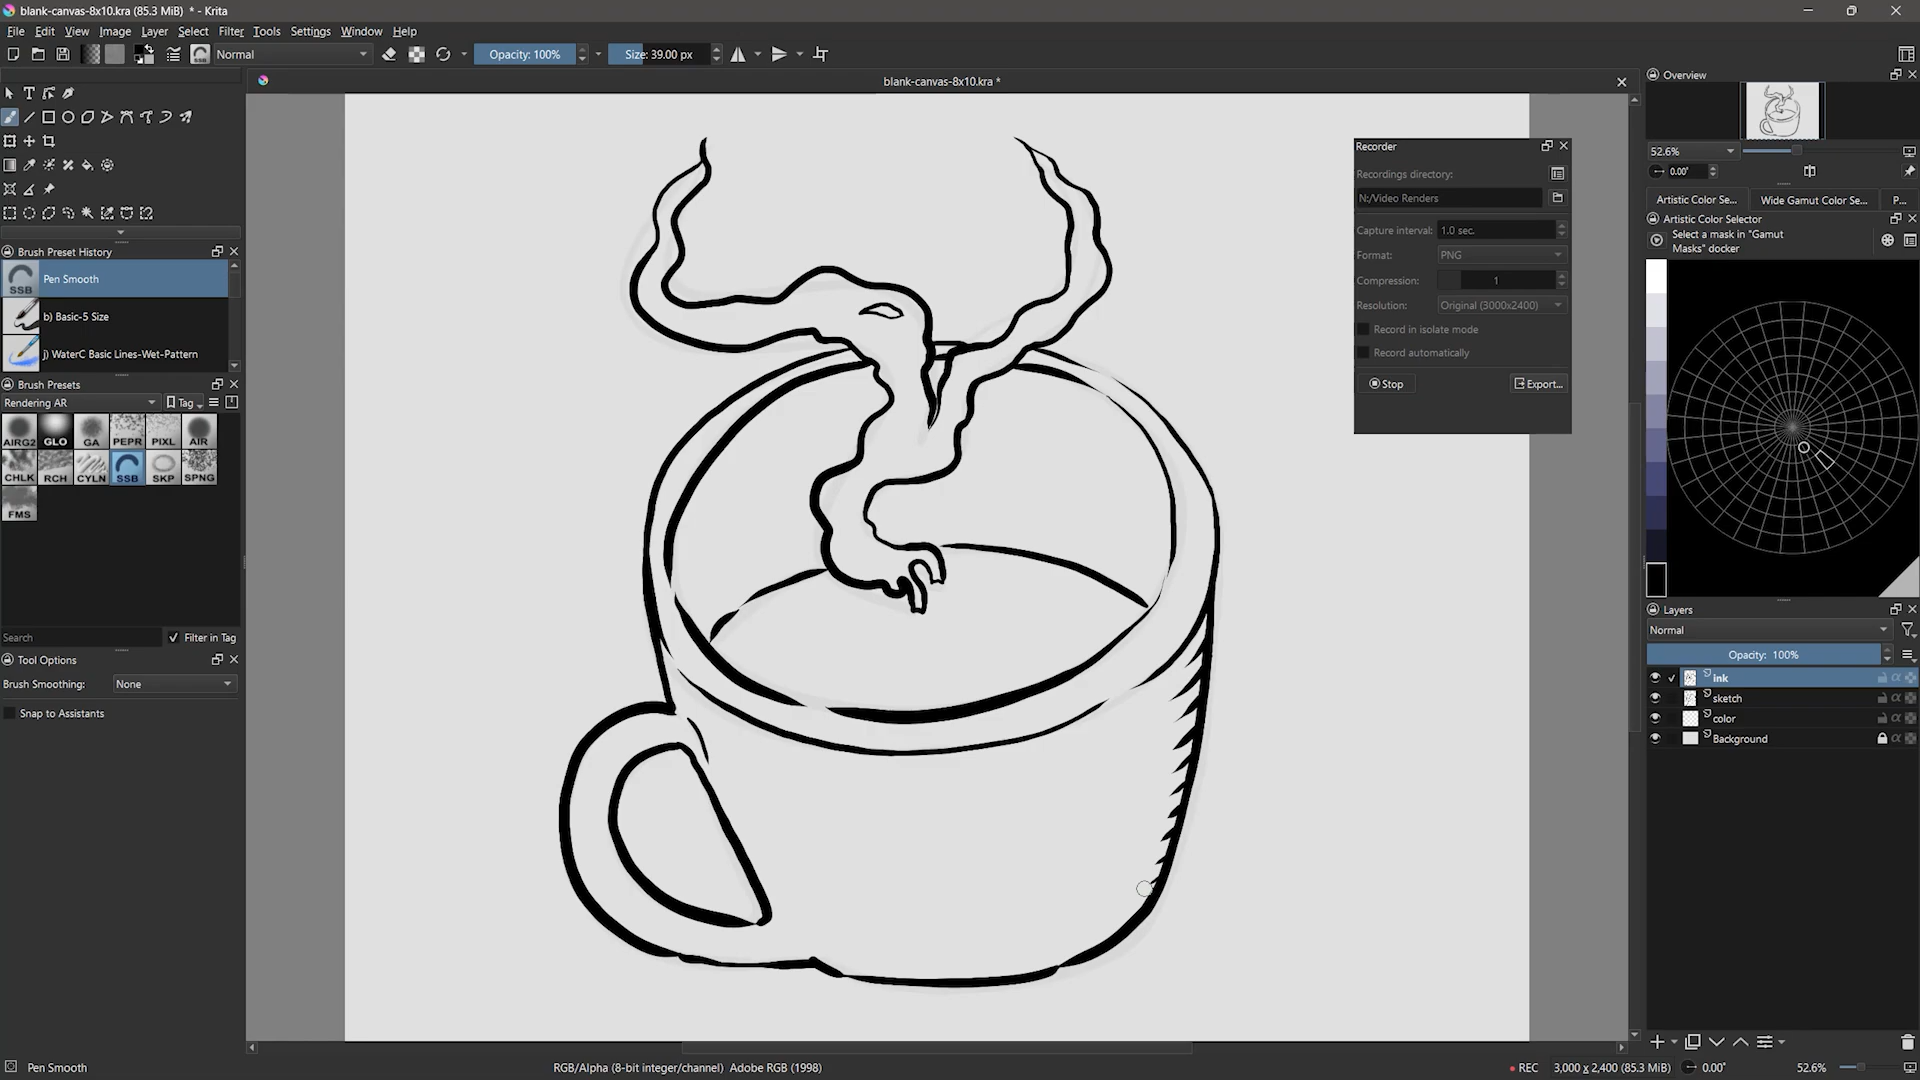 blank-canvas-8x10.kra (85.3 MiB) * - Krita
File Edit View Image Layer Select Filter Tools Settings Window Help
Normal
Opacity: 100%
Size: 39.00 px
blank-canvas-8x10.kra *
Brush Preset History
SSB
Pen Smooth
b) Basic-5 Size
j) WaterC Basic Lines-Wet-Pattern
Brush Presets
Rendering AR
Tag
AIRG2 GLO GA PEPR PIXL AIR
CHLK RCH CYLN SSB SKP SPNG
FMS
Search
Filter in Tag
Tool Options
Brush Smoothing: None
Snap to Assistants
Recorder
Recordings directory:
N:/Video Renders
Capture interval: 1.0 sec.
Format: PNG
Compression: 1
Resolution: Original (3000x2400)
Record in isolate mode
Record automatically
Stop
Export...
Overview
52.6%
0.00°
Artistic Color Se...
Wide Gamut Color Se...
P...
Artistic Color Selector
Select a mask in "Gamut
Masks" docker
Layers
Normal
Opacity: 100%
ink
sketch
color
Background
Pen Smooth
RGB/Alpha (8-bit integer/channel) Adobe RGB (1998)
REC
3,000 x 2,400 (85.3 MiB)
0.00°
52.6%